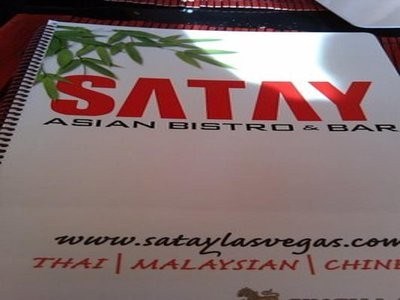 SATAY
ASIAN BISTRO & BAR
www.sataylasvegas.com
THAI | MALAYSIAN | CHINE